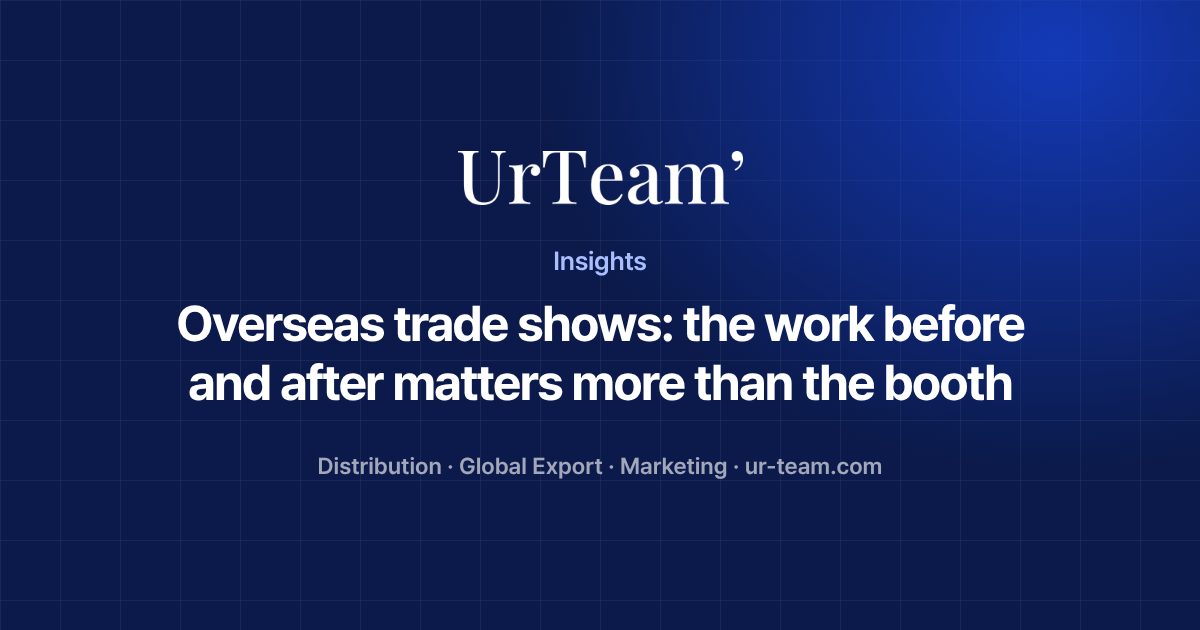 UrTeam’
Insights
Overseas trade shows: the work before
and after matters more than the booth
Distribution · Global Export · Marketing · ur-team.com